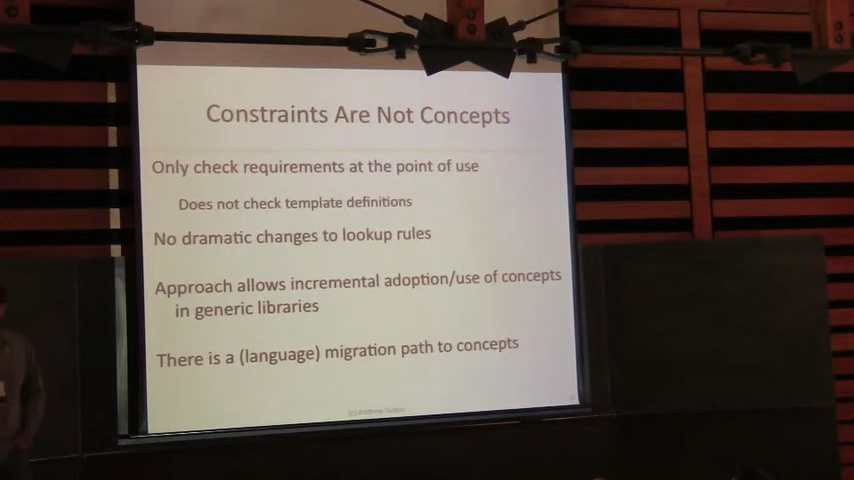 Constraints Are Not Concepts
Only check requirements at the point of use
Does not check template definitions
No dramatic changes to lookup rules
Approach allows incremental adoption/use of concepts
in generic libraries
There is a (language) migration path to concepts
(c) Andrew Sutton